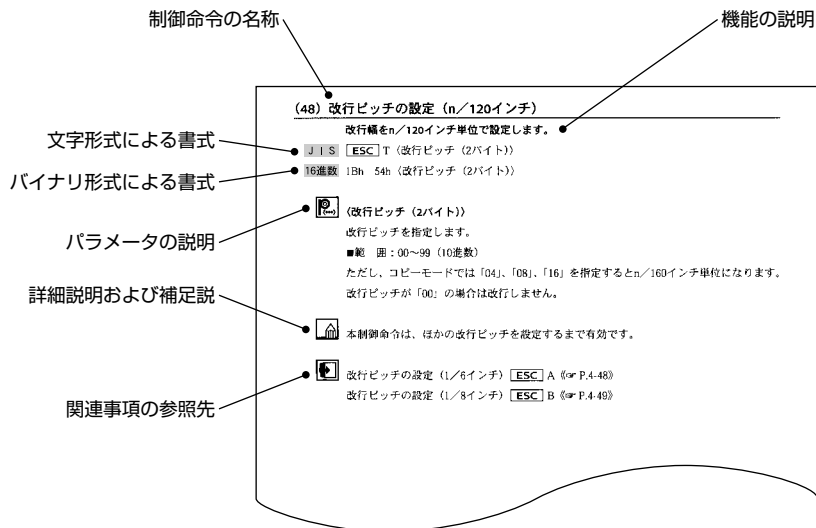 制御命令の名称
機能の説明
(48) 改行ピッチの設定（n／120インチ）
改行幅をn／120インチ単位で設定します。
文字形式による書式
ＪＩＳ ESC T〈改行ピッチ（2バイト）〉
バイナリ形式による書式
16進数 1Bh 54h〈改行ピッチ（2バイト）〉
〈改行ピッチ（2バイト）〉
パラメータの説明
改行ピッチを指定します。
■範　囲：00～99（10進数）
ただし，コピーモードでは「04」、「08」、「16」を指定するとn／160インチ単位になります。
改行ピッチが「00」の場合は改行しません。
詳細説明および補足説
本制御命令は、ほかの改行ピッチを設定するまで有効です。
関連事項の参照先
改行ピッチの設定（1／6インチ） ESC A《☞ P.4-48》
改行ピッチの設定（1／8インチ） ESC B《☞ P.4-49》